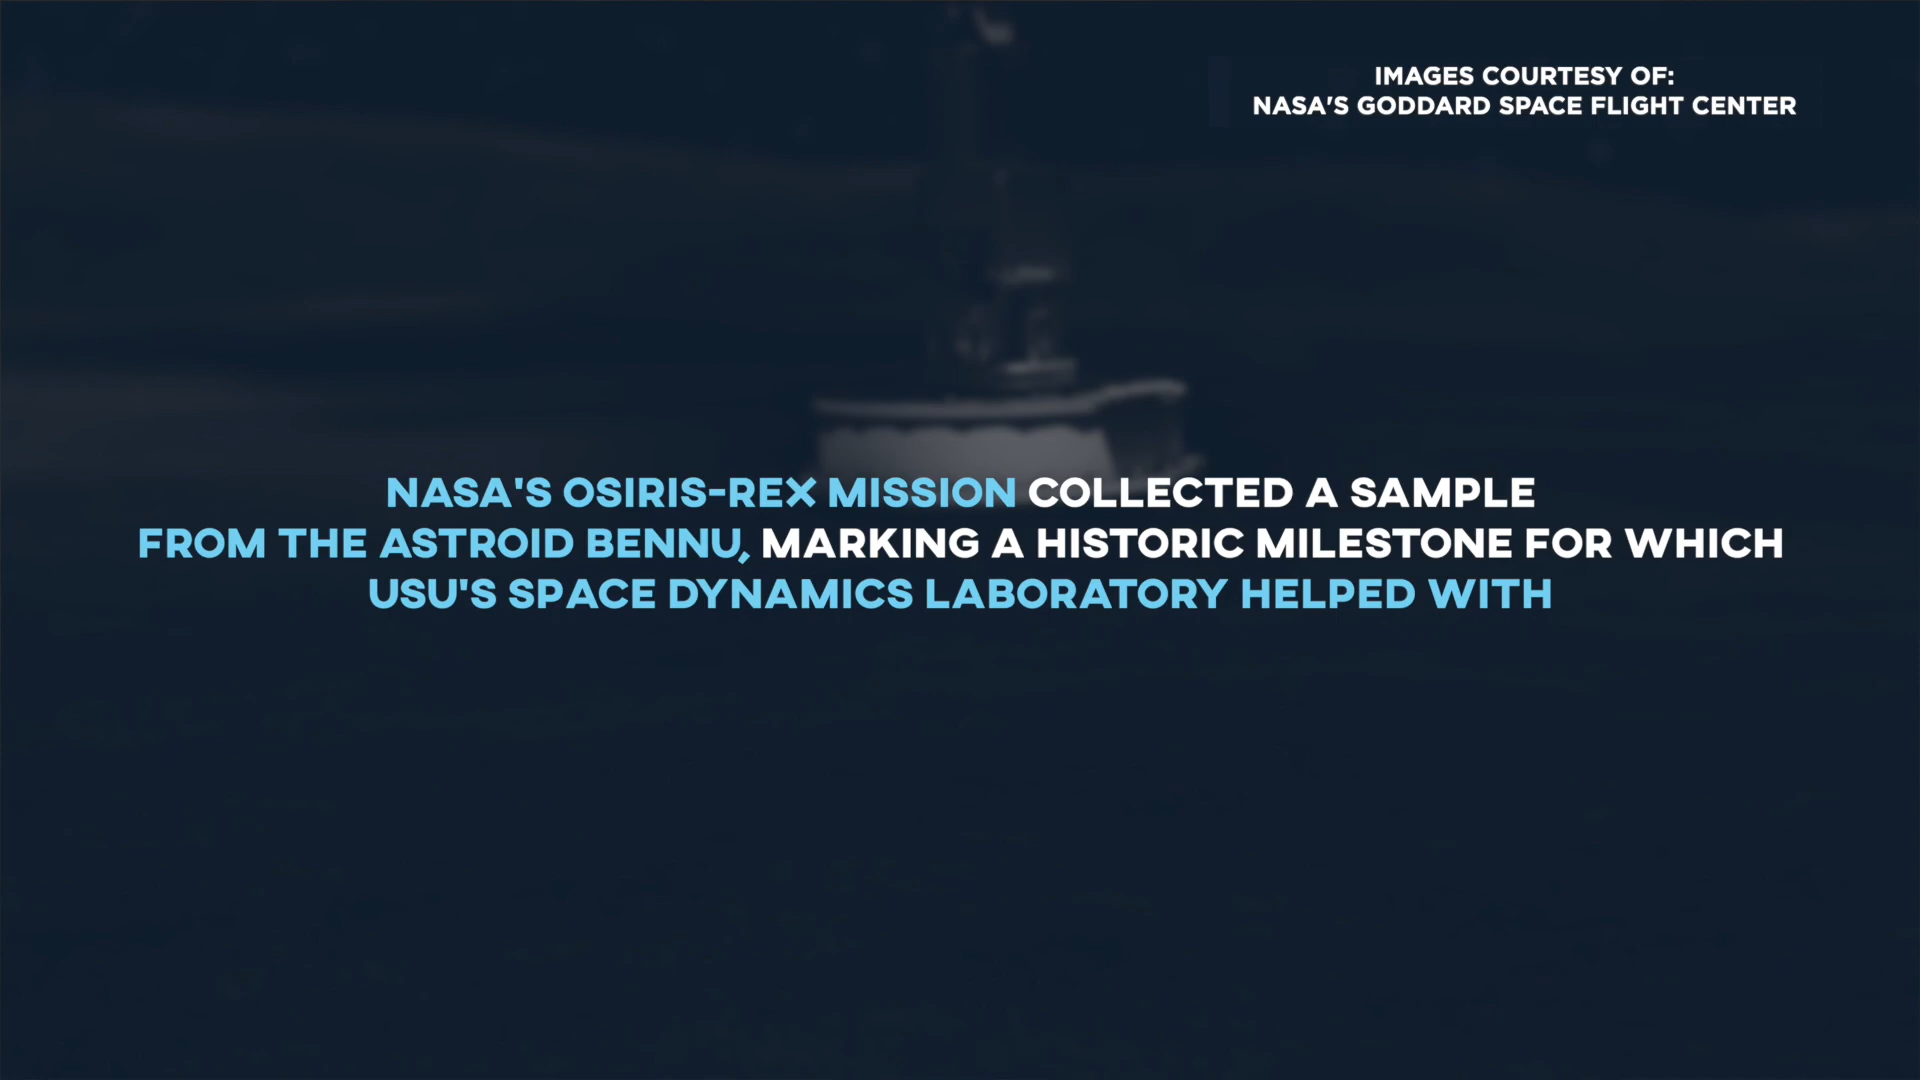 IMAGES COURTESY OF:
NASA'S GODDARD SPACE FLIGHT CENTER
NASA'S OSIRIS-REX MISSION COLLECTED A SAMPLE
FROM THE ASTROID BENNU, MARKING A HISTORIC MILESTONE FOR WHICH
USU'S SPACE DYNAMICS LABORATORY HELPED WITH